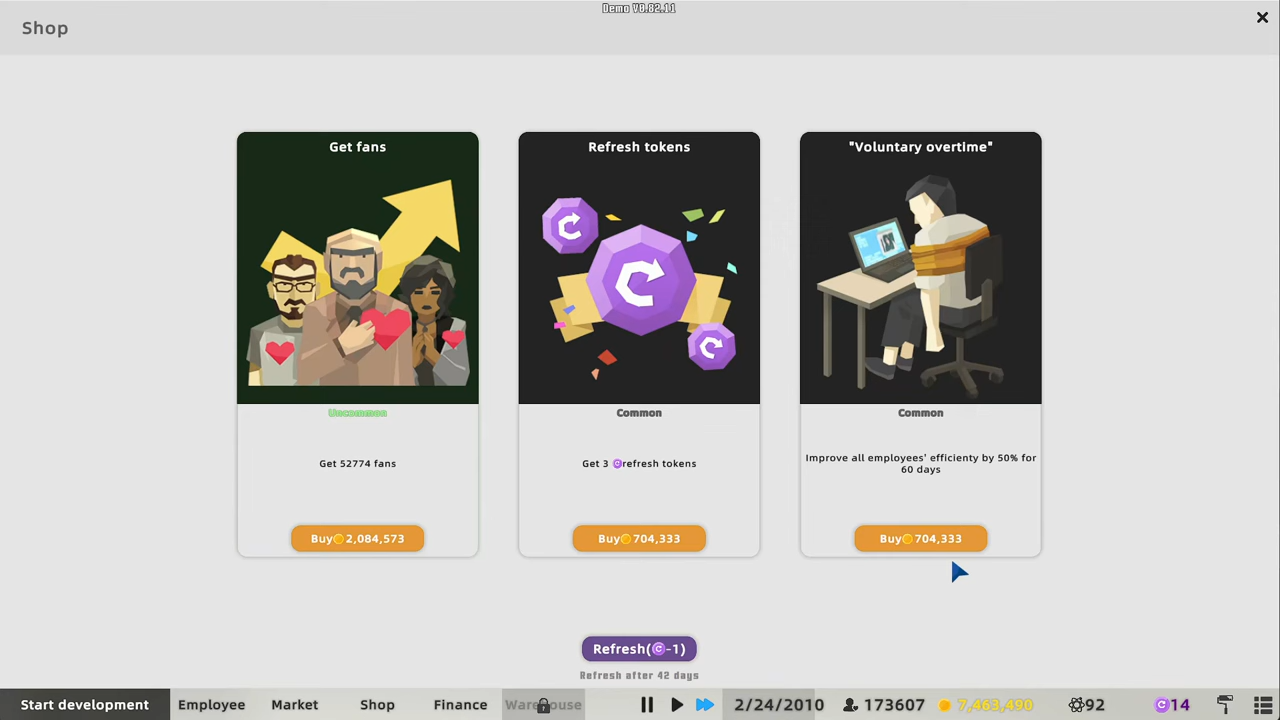 Demo V0.82.11
Shop
Get fans
Uncommon
Get 52774 fans
Buy 2,084,573
Refresh tokens
Common
Get 3 refresh tokens
Buy 704,333
"Voluntary overtime"
Common
Improve all employees' efficienty by 50% for
60 days
Buy 704,333
Refresh( -1)
Refresh after 42 days
Start development Employee Market Shop Finance Warehouse 2/24/2010 173607 7,463,490 92 14